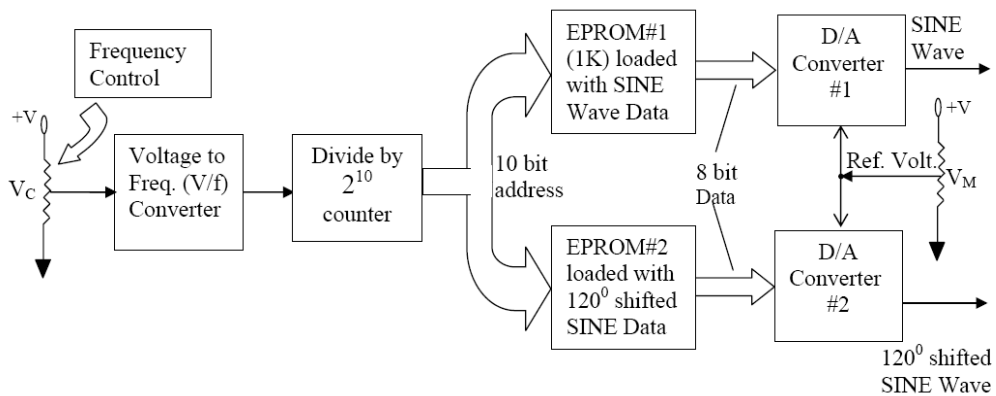 Frequency
Control
+V
V_C
Voltage to
Freq. (V/f)
Converter
Divide by
2^10
counter
10 bit
address
EPROM#1
(1K) loaded
with SINE
Wave Data
EPROM#2
loaded with
120^0 shifted
SINE Data
8 bit
Data
D/A
Converter
#1
D/A
Converter
#2
SINE
Wave
+V
Ref. Volt.
V_M
120^0 shifted
SINE Wave